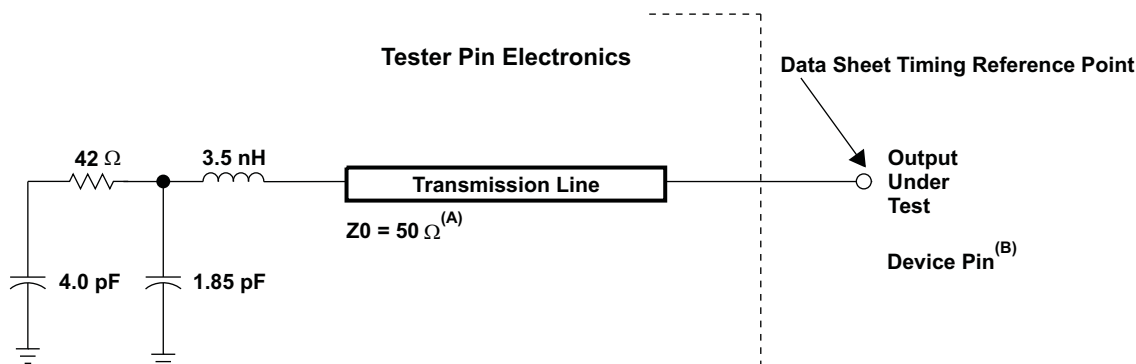 Tester Pin Electronics
Data Sheet Timing Reference Point
42 Ω
3.5 nH
Transmission Line
Output
Under
Test
Z0 = 50 Ω(A)
Device Pin(B)
4.0 pF
1.85 pF